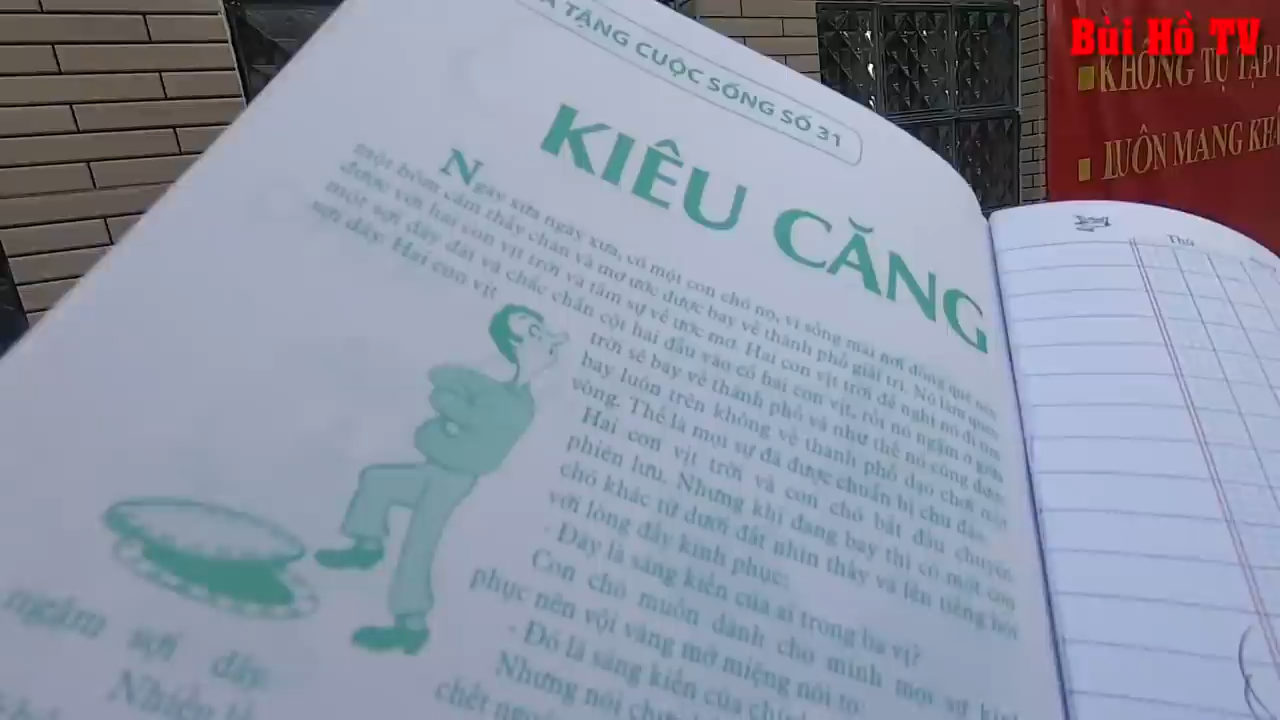 Bùi Hồ TV
KHÔNG TỤ TẬP
LUÔN MANG KHẨ
TẶNG CUỘC SỐNG SỐ 31
KIÊU CĂNG
Ngày xửa ngày xưa, có một con chó nọ, vì sống mãi nơi đồng quê nên
một hôm cảm thấy chán và mơ ước được bay về thành phố giải trí. Nó làm quen
được với hai con vịt trời và tâm sự về ước mơ. Hai con vịt trời đề nghị nó đi tìm
một sợi dây dài và chắc chắn cột hai đầu vào cổ hai con vịt, rồi nó ngậm ở giữa
sợi dây. Hai con vịt
trời sẽ bay về thành phố và như thế nó cũng được
bay luôn trên không về thành phố dạo chơi một
vòng. Thế là mọi sự đã được chuẩn bị chu đáo.
Hai con vịt trời và con chó bắt đầu chuyến
phiêu lưu. Nhưng khi đang bay thì có một con
chó khác từ dưới đất nhìn thấy và lên tiếng hỏi
với lòng đầy kính phục:
- Đây là sáng kiến của ai trong ba vị?
Con chó muốn dành cho mình mọi sự kính
phục nên vội vàng mở miệng nói to:
- Đó là sáng kiến của chính
Nhưng nói chưa
chết
ngậm sợi dây
Thứ